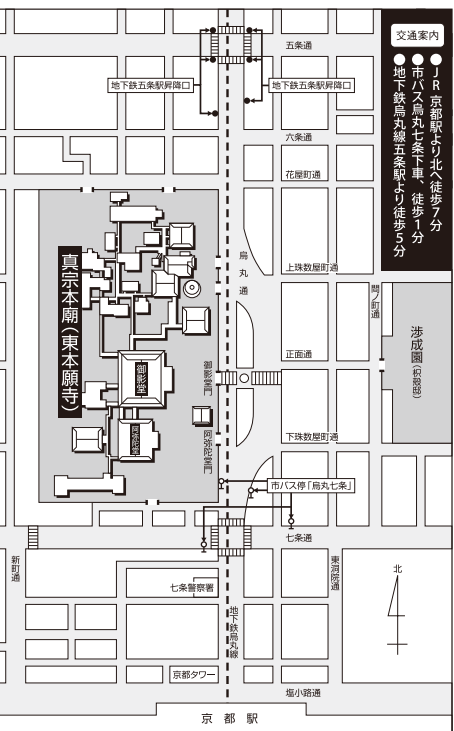 交通案内
●JR 京都駅より北へ徒歩7分
●市バス烏丸七条下車、徒歩1分
●地下鉄烏丸線五条駅より徒歩5分
五条通
地下鉄五条駅昇降口
地下鉄五条駅昇降口
六条通
花屋町通
烏丸通
上珠数屋町通
間ノ町通
真宗本廟（東本願寺）
渉成園（枳殻邸）
正面通
御影堂
御影堂門
阿弥陀堂
阿弥陀堂門
下珠数屋町通
市バス停「烏丸七条」
七条通
新町通
東洞院通
北
七条警察署
地下鉄烏丸線
京都タワー
塩小路通
京都駅